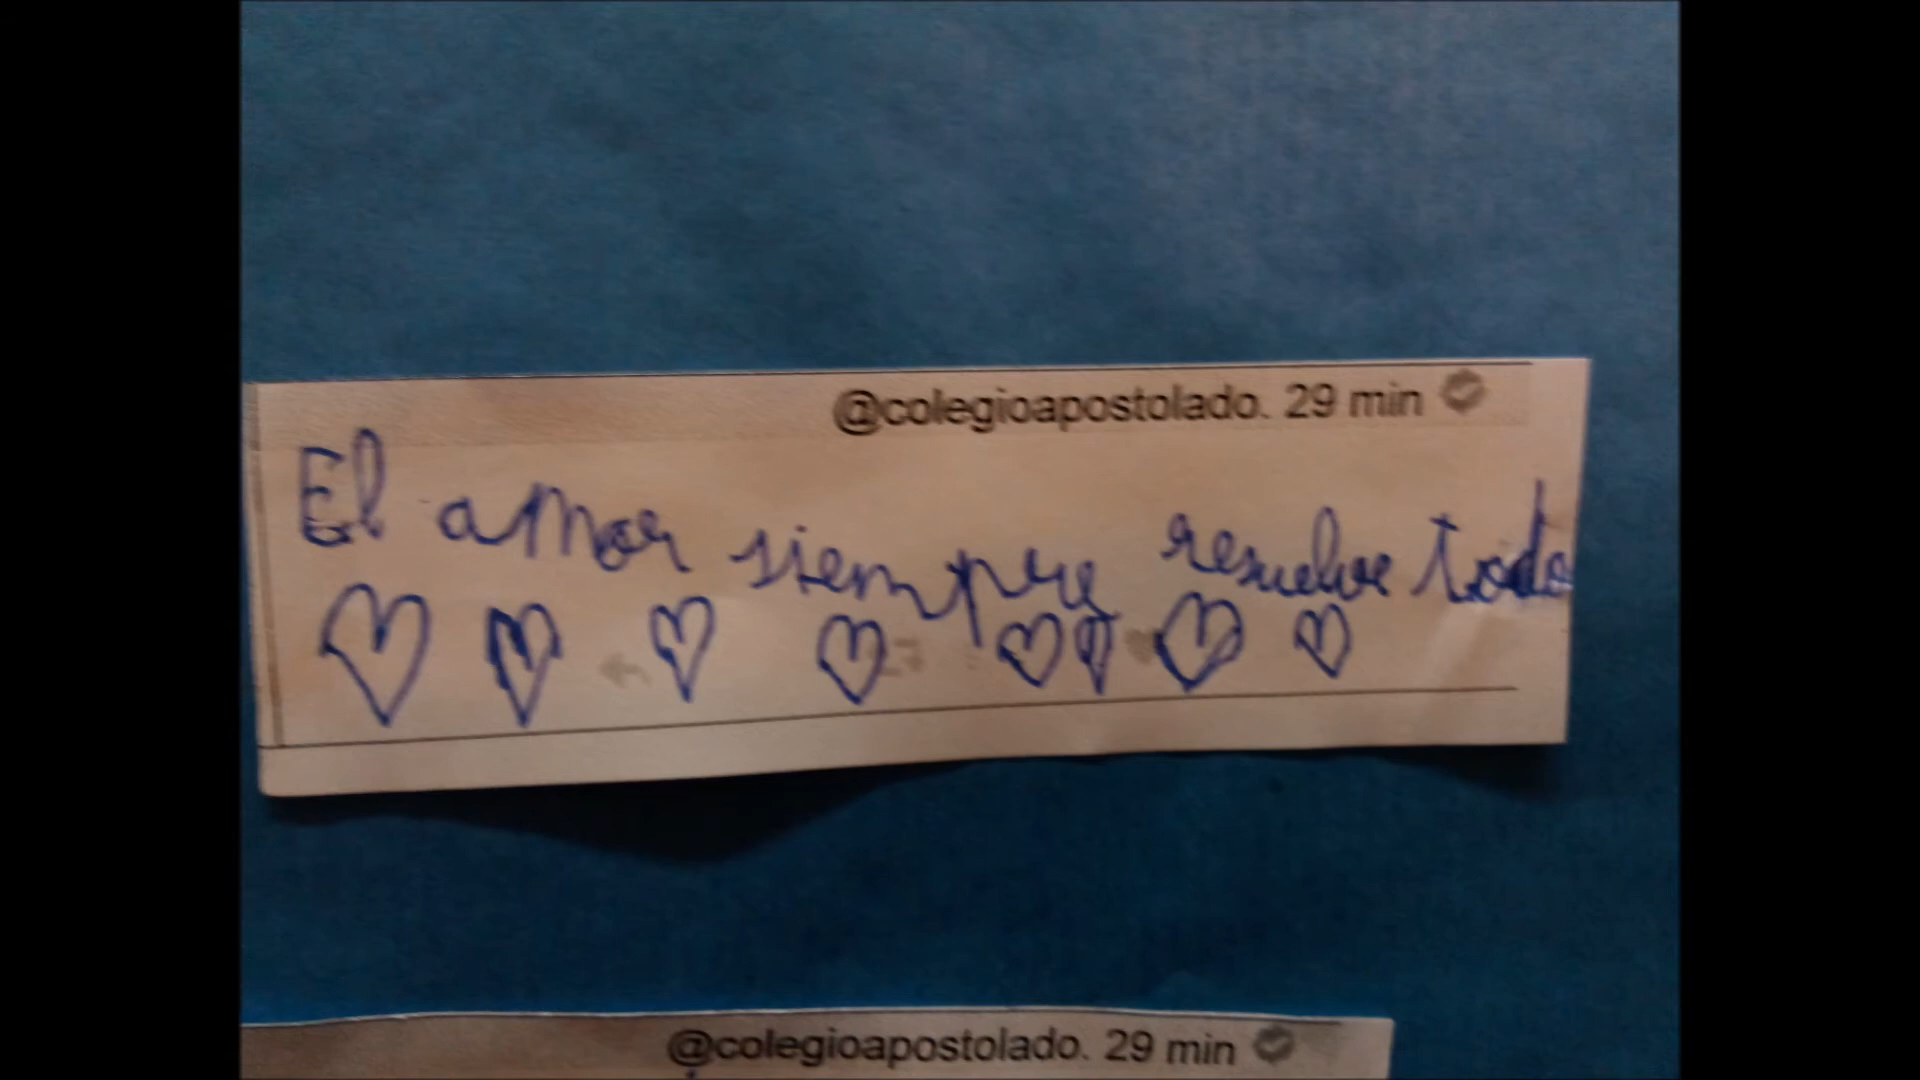 @colegioapostolado. 29 min
El amor siempre resuelve todo
@colegioapostolado. 29 min